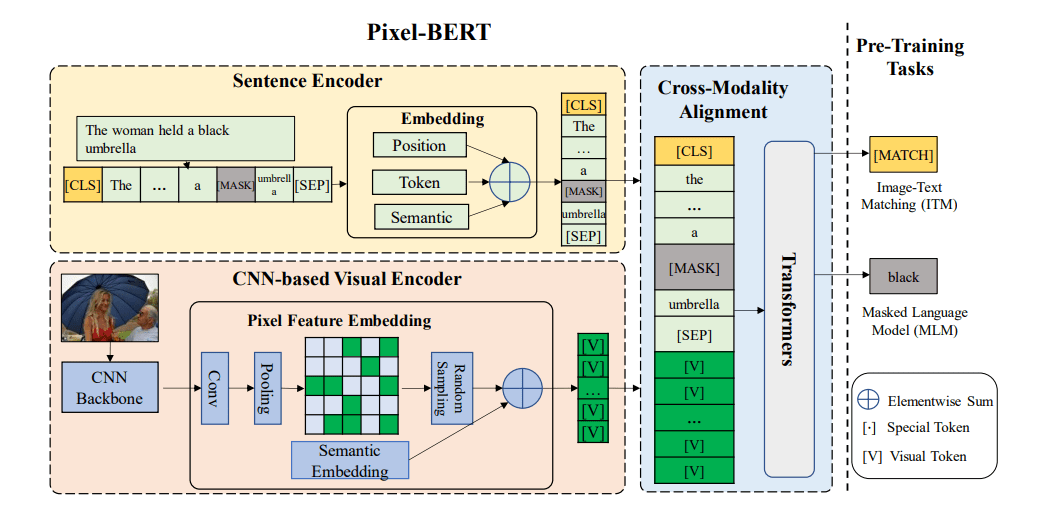 Pixel-BERT
Sentence Encoder
The woman held a black
umbrella
[CLS] The ... a [MASK] umbrell
a [SEP]
Embedding
Position
Token
Semantic
[CLS]
The
...
a
[MASK]
umbrella
[SEP]
CNN-based Visual Encoder
CNN
Backbone
Pixel Feature Embedding
Conv
Pooling
Random
Sampling
Semantic
Embedding
[V]
[V]
...
[V]
[V]
Cross-Modality
Alignment
[CLS]
the
...
a
[MASK]
umbrella
[SEP]
[V]
[V]
...
[V]
[V]
Transformers
Pre-Training
Tasks
[MATCH]
Image-Text
Matching (ITM)
black
Masked Language
Model (MLM)
Elementwise Sum
[·] Special Token
[V] Visual Token